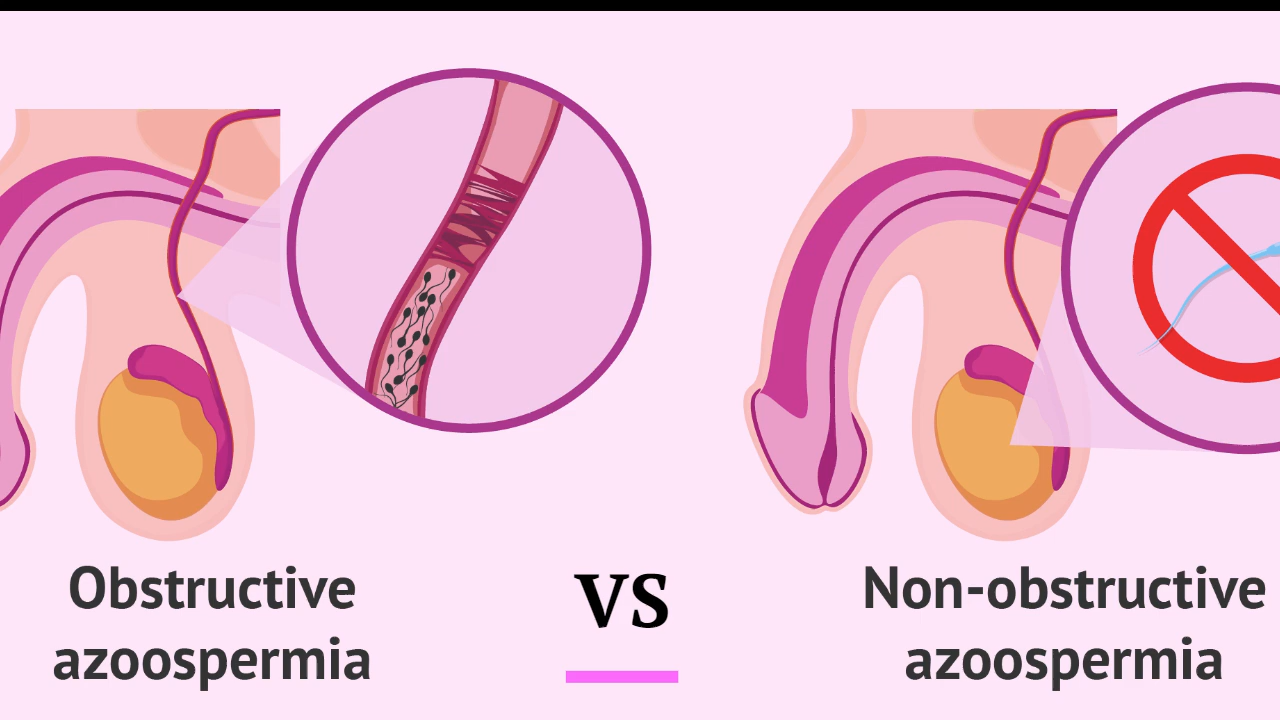 Obstructive
azoospermia
VS
Non-obstructive
azoospermia